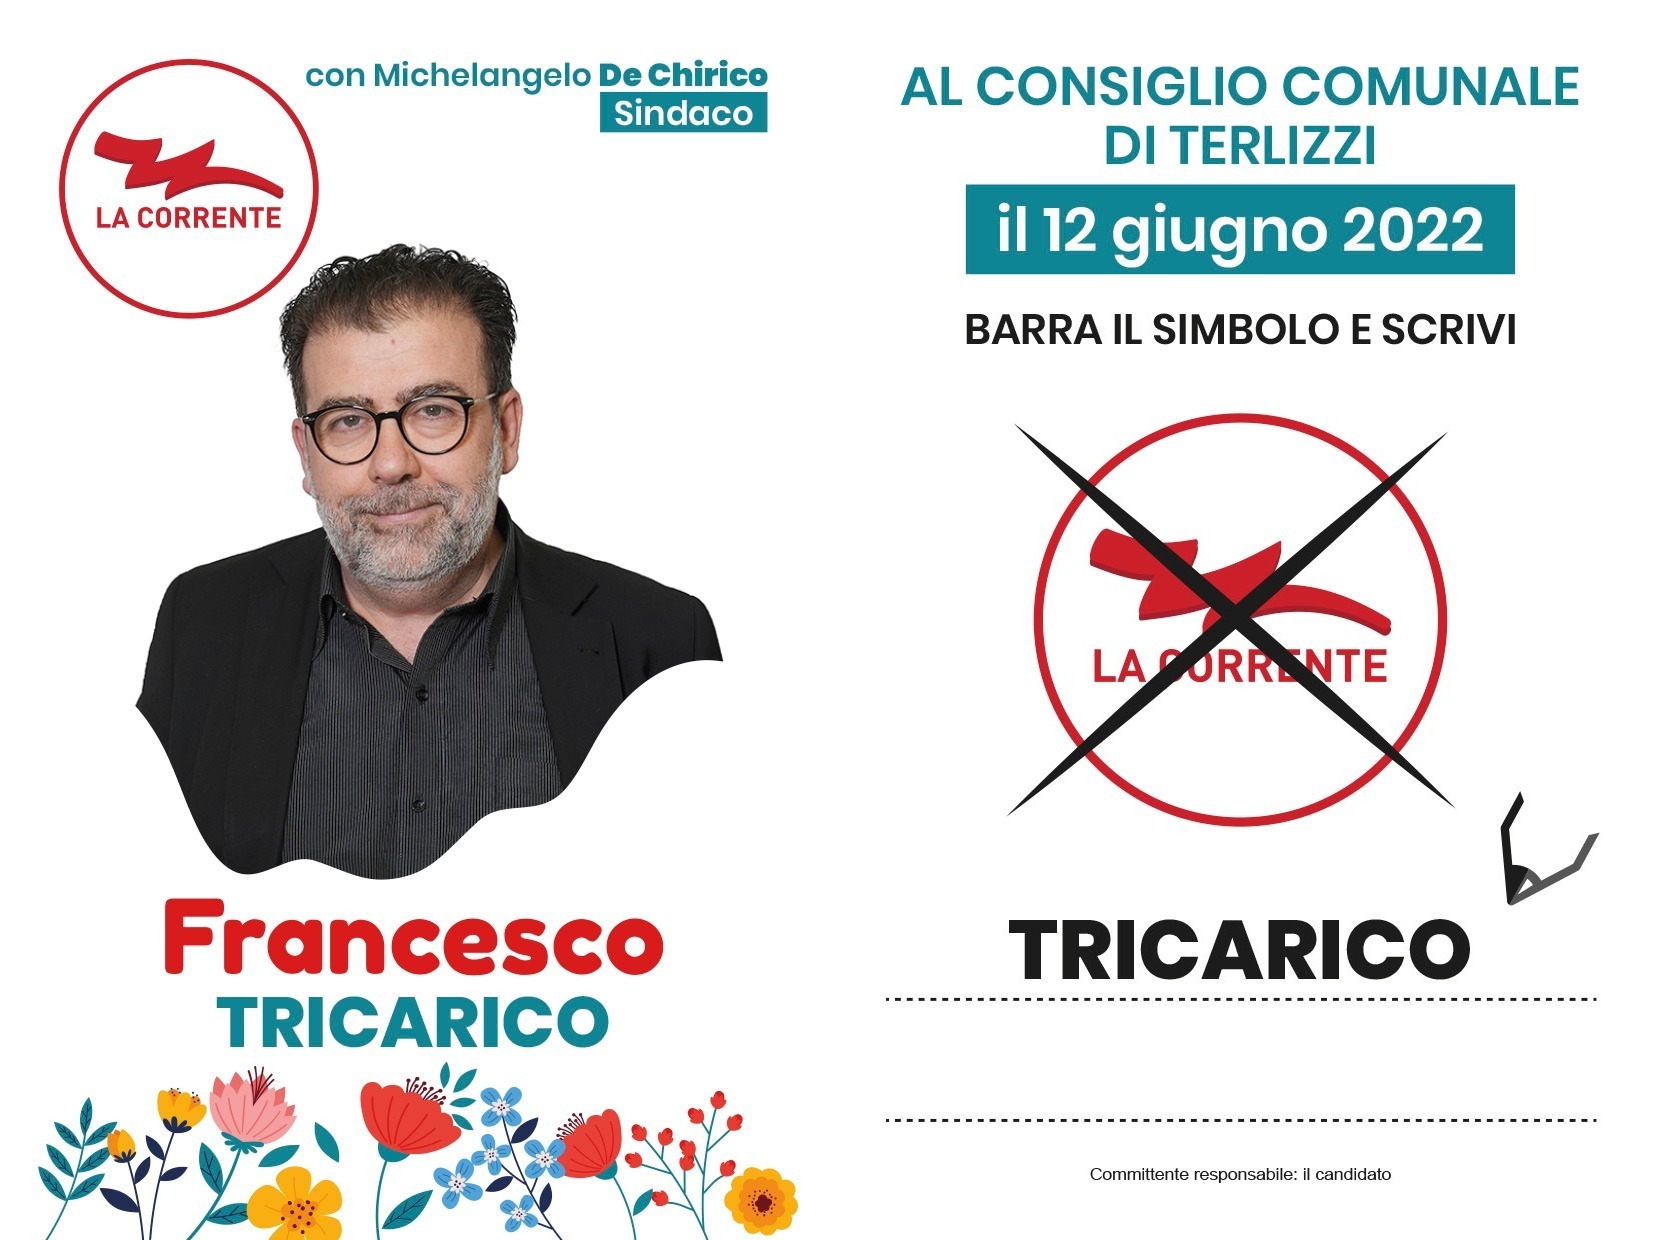 con Michelangelo De Chirico
Sindaco
LA CORRENTE
Francesco
TRICARICO
AL CONSIGLIO COMUNALE
DI TERLIZZI
il 12 giugno 2022
BARRA IL SIMBOLO E SCRIVI
LA CORRENTE
TRICARICO
Committente responsabile: il candidato